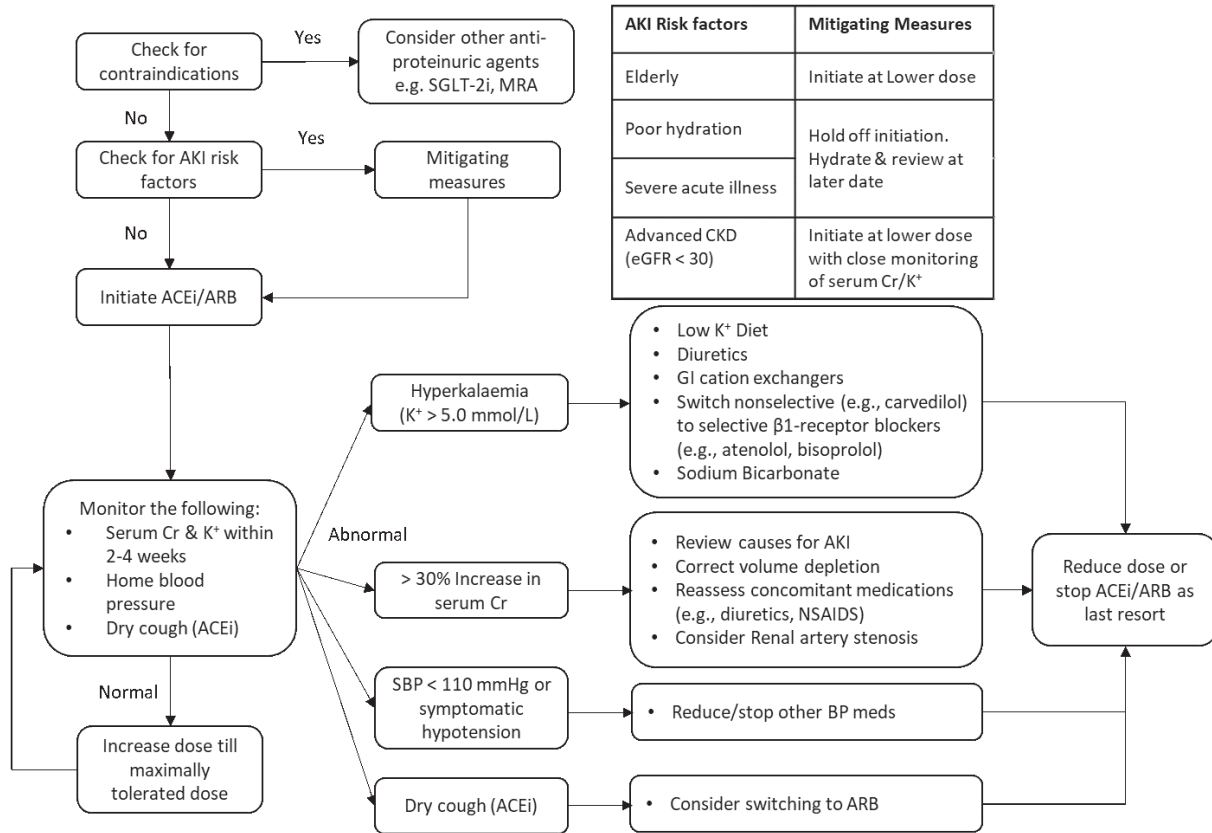 Check for
contraindications
Yes
Consider other anti-
proteinuric agents
e.g. SGLT-2i, MRA
No
Check for AKI risk
factors
Yes
Mitigating
measures
No
Initiate ACEi/ARB
AKI Risk factors
Mitigating Measures
Elderly
Initiate at Lower dose
Poor hydration
Hold off initiation.
Hydrate & review at
later date
Severe acute illness
Advanced CKD
(eGFR < 30)
Initiate at lower dose
with close monitoring
of serum Cr/K⁺
Monitor the following:
• Serum Cr & K⁺ within
2-4 weeks
• Home blood
pressure
• Dry cough (ACEi)
Normal
Increase dose till
maximally
tolerated dose
Abnormal
Hyperkalaemia
(K⁺ > 5.0 mmol/L)
• Low K⁺ Diet
• Diuretics
• GI cation exchangers
• Switch nonselective (e.g., carvedilol)
to selective β1-receptor blockers
(e.g., atenolol, bisoprolol)
• Sodium Bicarbonate
> 30% Increase in
serum Cr
• Review causes for AKI
• Correct volume depletion
• Reassess concomitant medications
(e.g., diuretics, NSAIDS)
• Consider Renal artery stenosis
SBP < 110 mmHg or
symptomatic
hypotension
• Reduce/stop other BP meds
Dry cough (ACEi)
• Consider switching to ARB
Reduce dose or
stop ACEi/ARB as
last resort